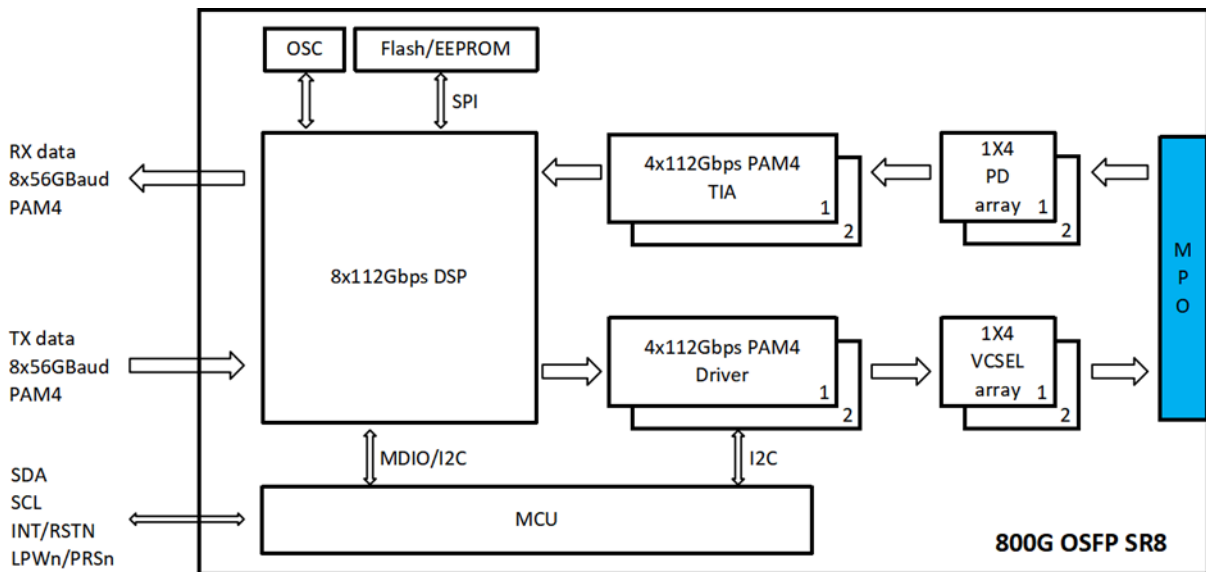 OSC
Flash/EEPROM
SPI
RX data
8x56GBaud
PAM4
8x112Gbps DSP
4x112Gbps PAM4
TIA
1
2
1X4
PD
array 1
2
M
P
O
TX data
8x56GBaud
PAM4
4x112Gbps PAM4
Driver
1
2
1X4
VCSEL
array 1
2
MDIO/I2C
I2C
SDA
SCL
INT/RSTN
LPWn/PRSn
MCU
800G OSFP SR8